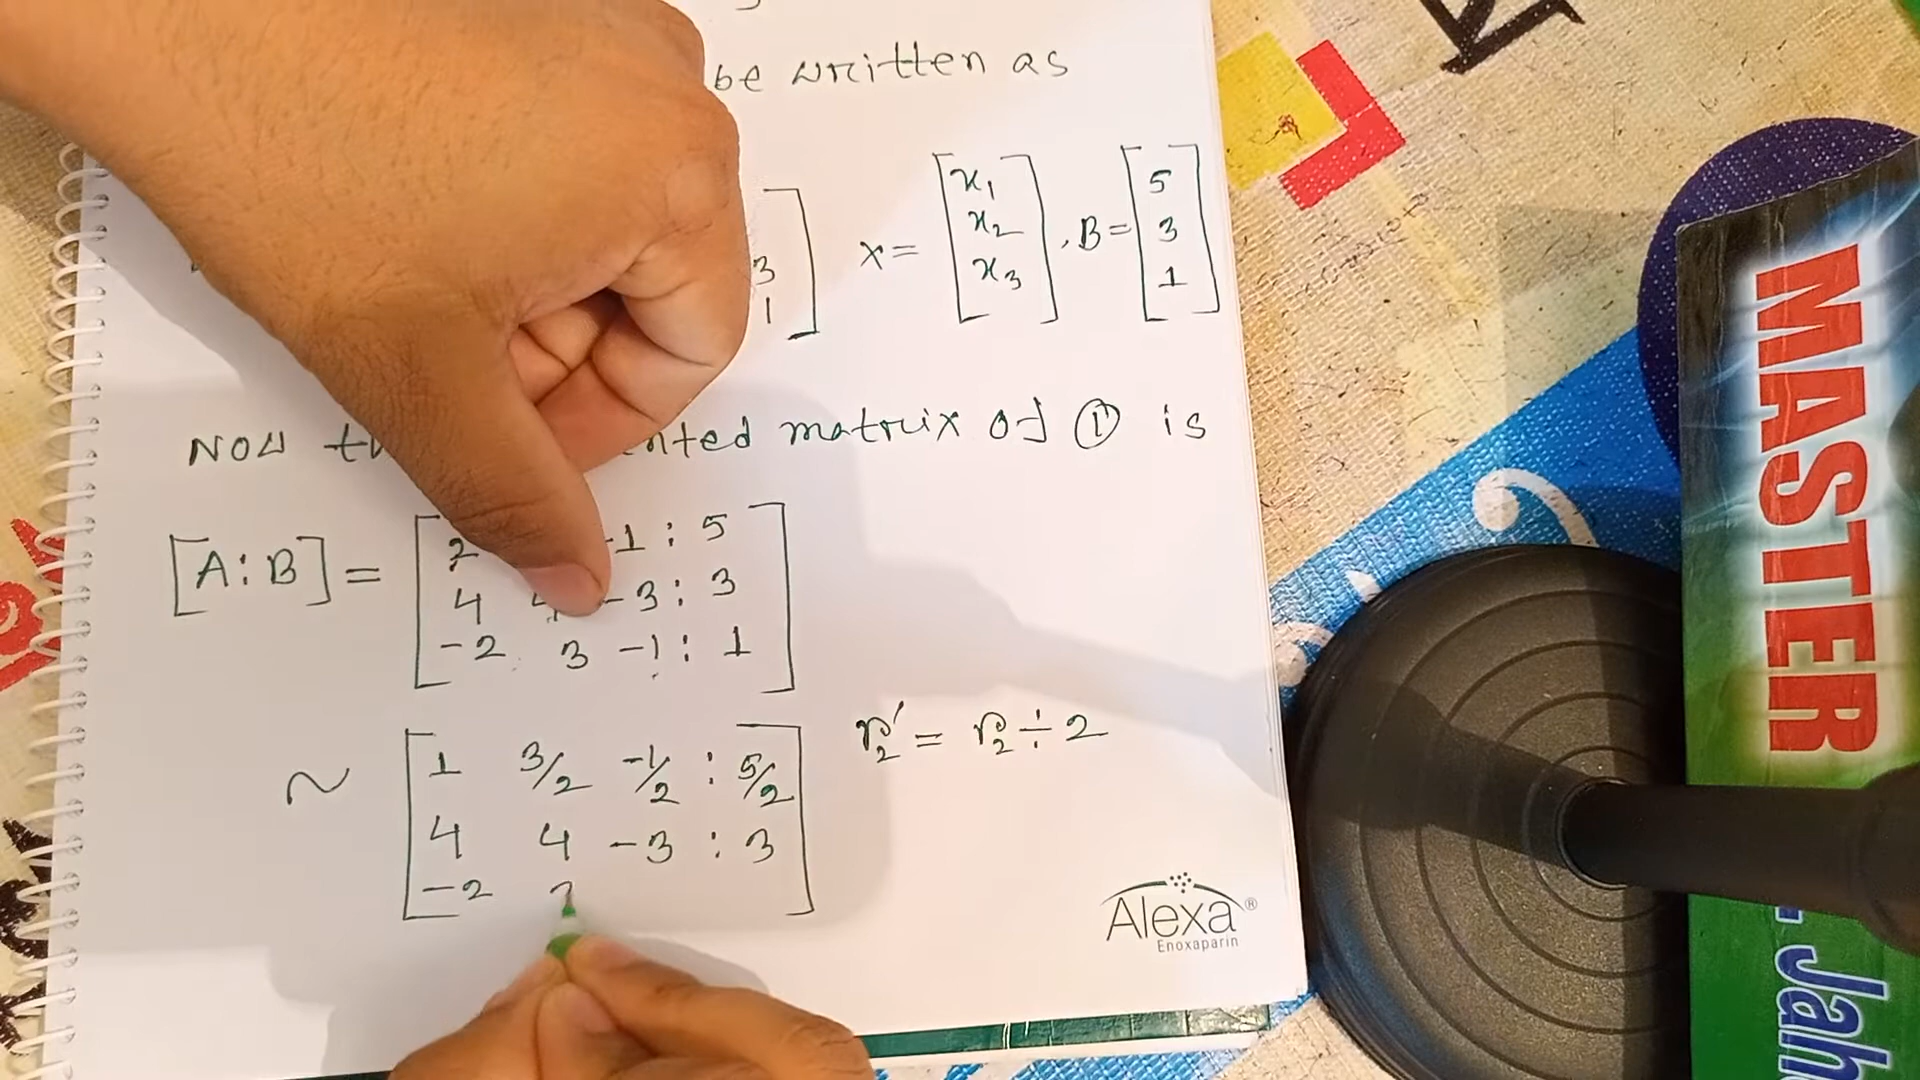 be written as
3
1
x = [x1 x2 x3], B = [5 3 1]
Now matrix of ① is
[A:B] = [2 -1 : 5
4 4 -3 : 3
-2 3 -1 : 1]
~ [1 3/2 -1/2 : 5/2
4 4 -3 : 3
-2
r2' = r2 ÷ 2
Alexa®
Enoxaparin
MASTER
Jah